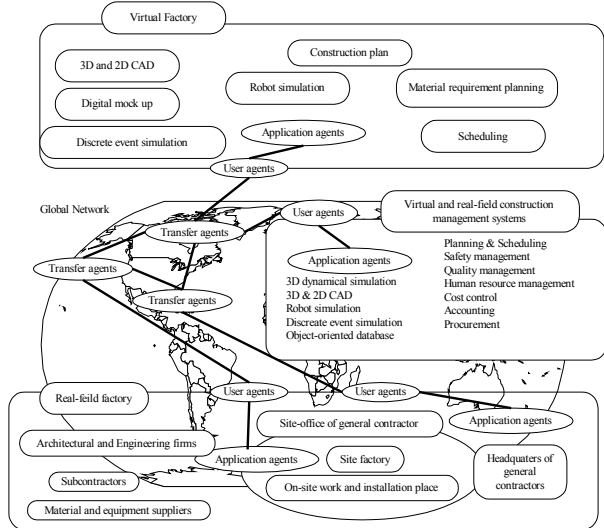 Virtual Factory
Construction plan
3D and 2D CAD
Robot simulation
Material requirement planning
Digital mock up
Application agents
Scheduling
Discrete event simulation
User agents
Global Network
User agents
Virtual and real-field construction
management systems
Transfer agents
Planning & Scheduling
Safety management
Quality management
Human resource management
Cost control
Accounting
Procurement
Application agents
3D dynamical simulation
3D & 2D CAD
Robot simulation
Discreate event simulation
Object-oriented database
Transfer agents
Transfer agents
User agents
User agents
Real-feild factory
Site-office of general contractor
Application agents
Architectural and Engineering firms
Application agents
Site factory
Headquaters of
general
contractors
Subcontractors
On-site work and installation place
Material and equipment suppliers